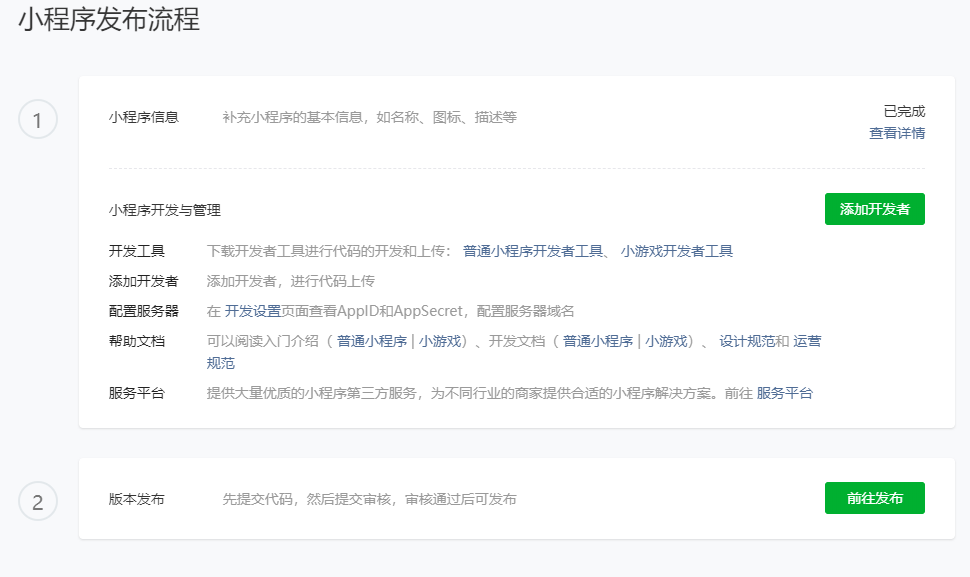 小程序发布流程
1
小程序信息 补充小程序的基本信息，如名称、图标、描述等 已完成
查看详情
小程序开发与管理 添加开发者
开发工具 下载开发者工具进行代码的开发和上传： 普通小程序开发者工具、 小游戏开发者工具
添加开发者 添加开发者，进行代码上传
配置服务器 在 开发设置页面查看AppID和AppSecret，配置服务器域名
帮助文档 可以阅读入门介绍（ 普通小程序 | 小游戏）、开发文档（ 普通小程序 | 小游戏）、 设计规范和 运营
规范
服务平台 提供大量优质的小程序第三方服务，为不同行业的商家提供合适的小程序解决方案。前往 服务平台
2
版本发布 先提交代码，然后提交审核，审核通过后可发布 前往发布